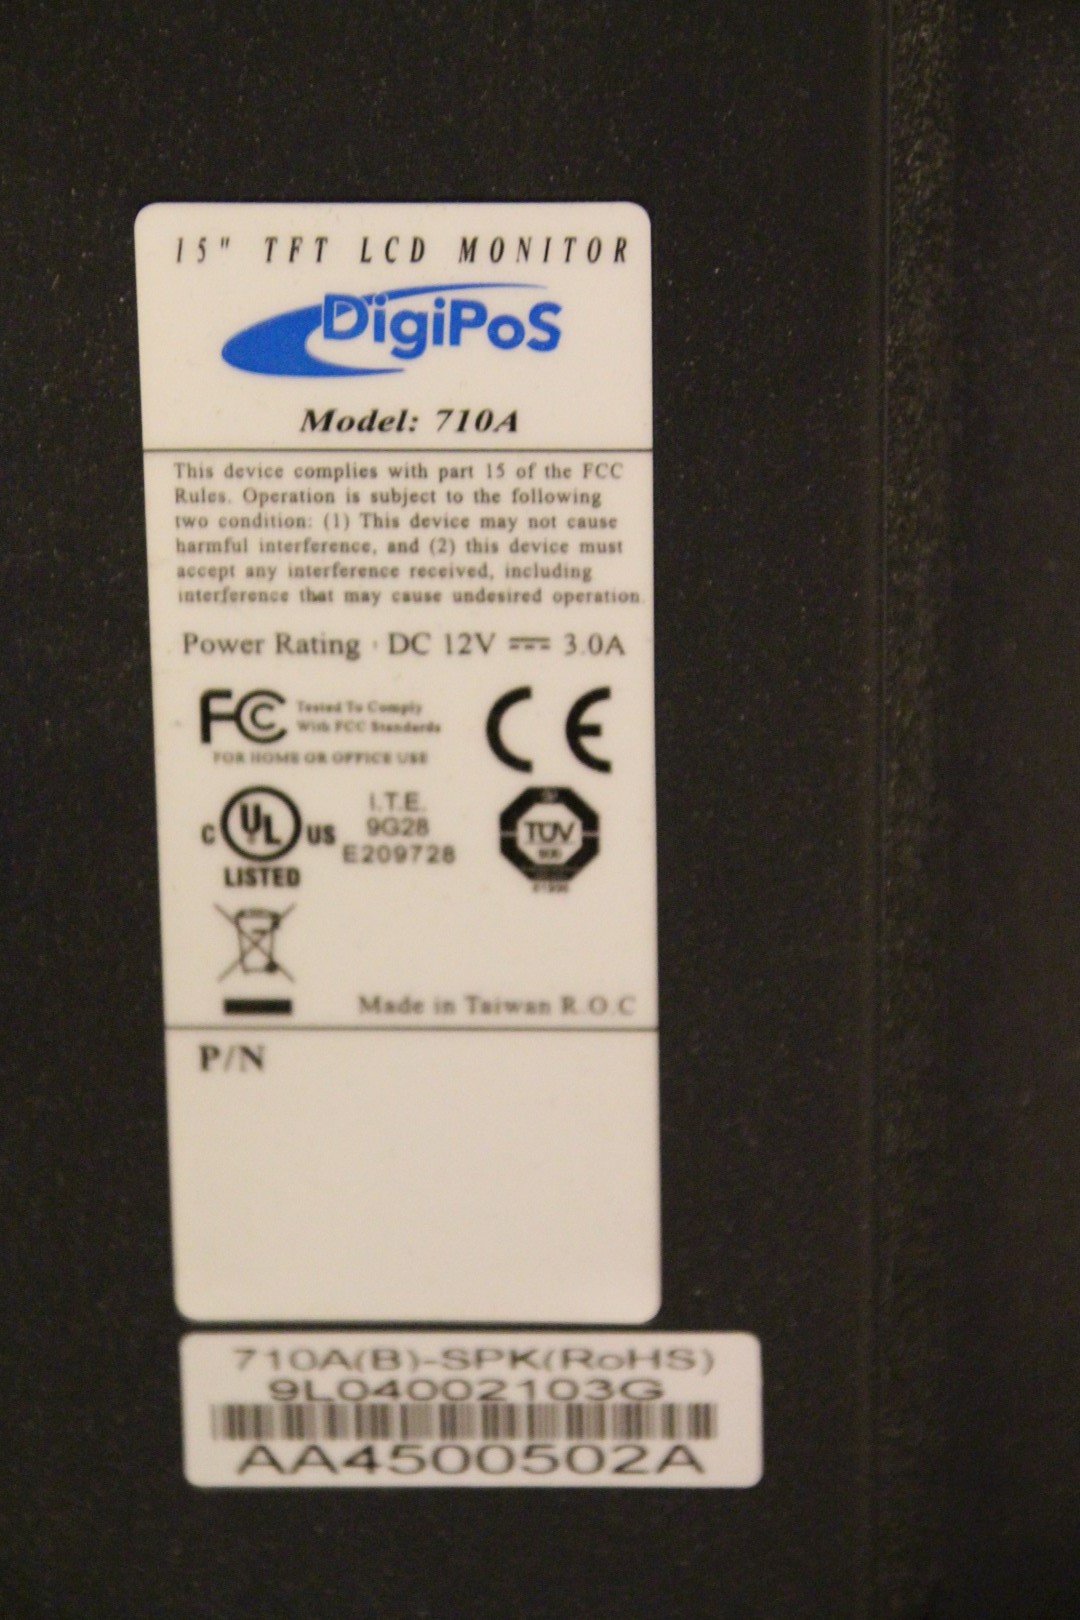 15" TFT LCD MONITOR
DigiPoS
Model: 710A
This device complies with part 15 of the FCC
Rules. Operation is subject to the following
two condition: (1) This device may not cause
harmful interference, and (2) this device must
accept any interference received, including
interference that may cause undesired operation.
Power Rating : DC 12V ⎓ 3.0A
FC Tested To Comply
With FCC Standards
FOR HOME OR OFFICE USE
CE
C UL US
LISTED
I.T.E.
9G28
E209728
TUV
Made in Taiwan R.O.C
P/N
710A(B)-SPK(RoHS)
9L04002103G
AA4500502A